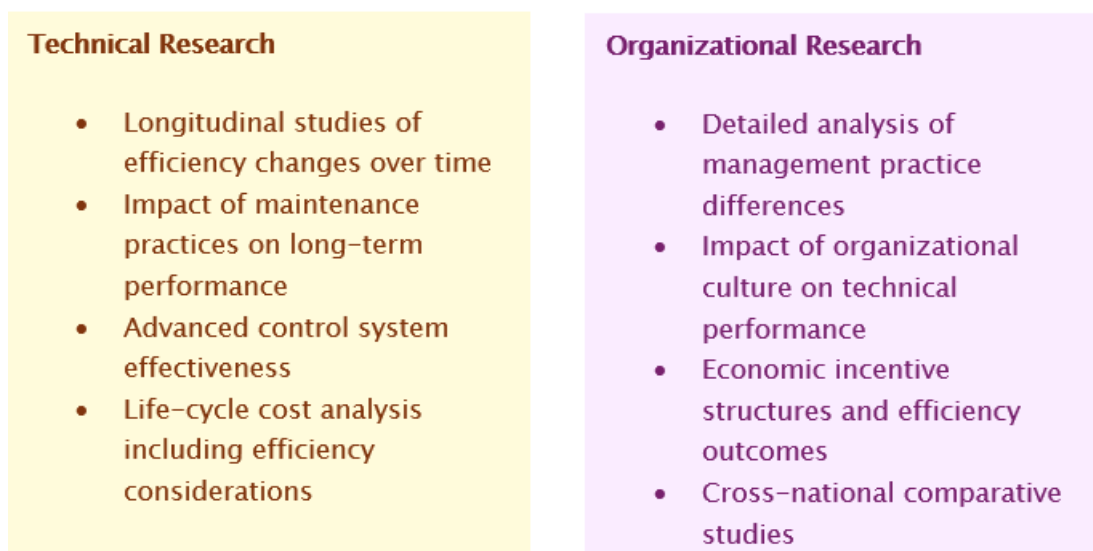 Technical Research
• Longitudinal studies of
efficiency changes over time
• Impact of maintenance
practices on long-term
performance
• Advanced control system
effectiveness
• Life-cycle cost analysis
including efficiency
considerations
Organizational Research
• Detailed analysis of
management practice
differences
• Impact of organizational
culture on technical
performance
• Economic incentive
structures and efficiency
outcomes
• Cross-national comparative
studies